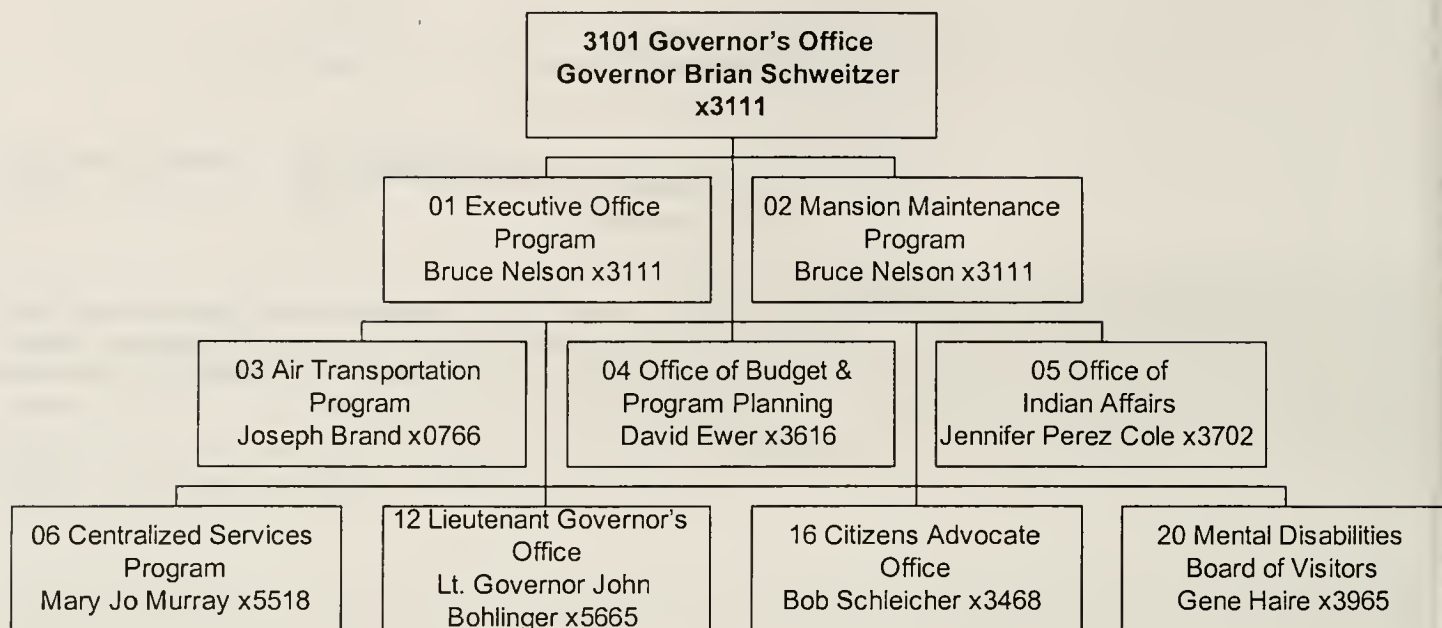 3101 Governor's Office
Governor Brian Schweitzer
x3111
01 Executive Office
Program
Bruce Nelson x3111
02 Mansion Maintenance
Program
Bruce Nelson x3111
03 Air Transportation
Program
Joseph Brand x0766
04 Office of Budget &
Program Planning
David Ewer x3616
05 Office of
Indian Affairs
Jennifer Perez Cole x3702
06 Centralized Services
Program
Mary Jo Murray x5518
12 Lieutenant Governor's
Office
Lt. Governor John
Bohlinger x5665
16 Citizens Advocate
Office
Bob Schleicher x3468
20 Mental Disabilities
Board of Visitors
Gene Haire x3965